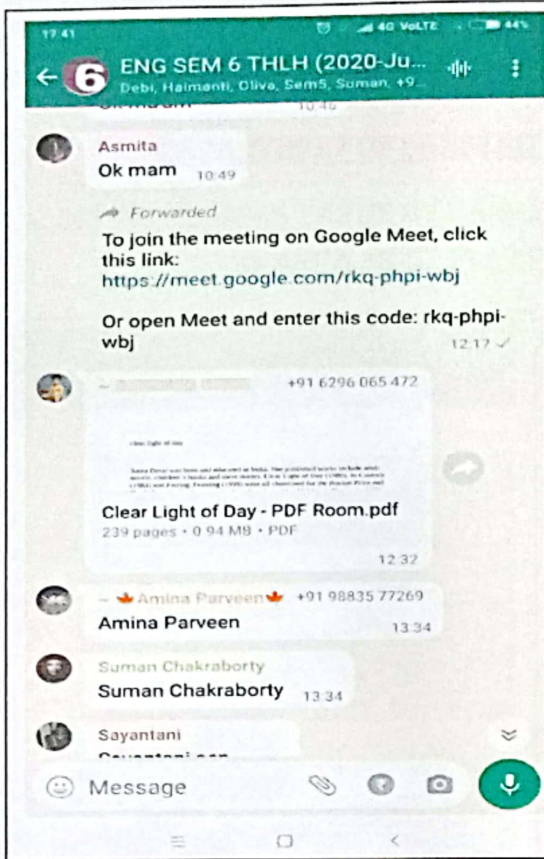 17:41
4G VoLTE 44%
6 ENG SEM 6 THLH (2020-Ju...
Debi, Haimanti, Oliva, Sem5, Suman, +9...
10:46
Asmita
Ok mam 10:49
Forwarded
To join the meeting on Google Meet, click
this link:
https://meet.google.com/rkq-phpi-wbj
Or open Meet and enter this code: rkq-phpi-
wbj
12:17
+91 6296 065 472
Clear Light of Day - PDF Room.pdf
239 pages • 0.94 MB • PDF
12:32
~ 🍁Amina Parveen🍁 +91 98835 77269
Amina Parveen
13:34
Suman Chakraborty
Suman Chakraborty 13:34
Sayantani
Message